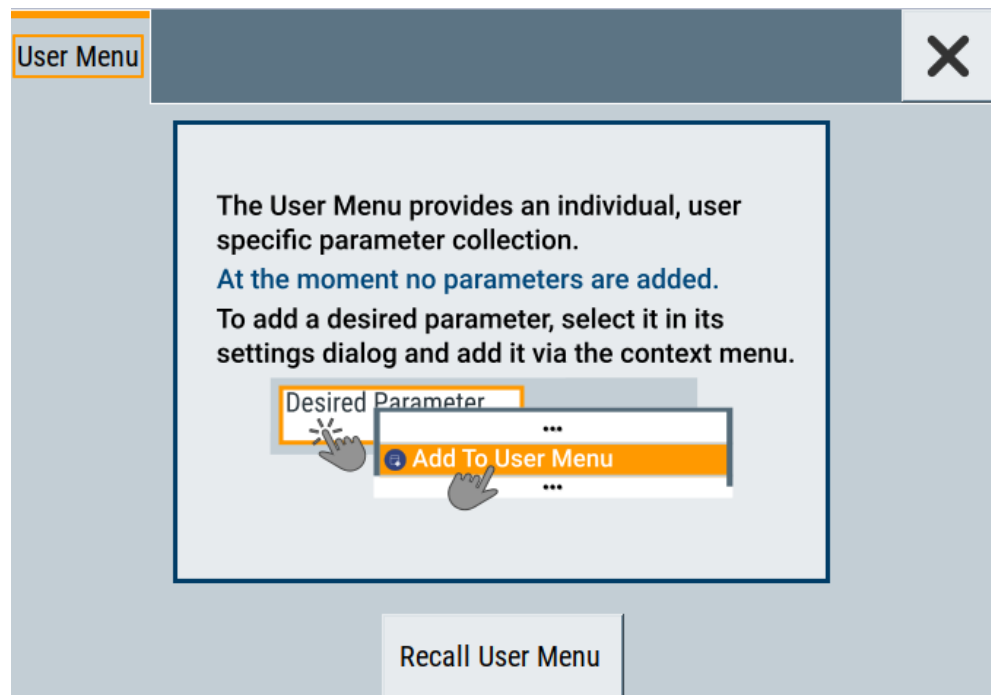 User Menu
The User Menu provides an individual, user
specific parameter collection.
At the moment no parameters are added.
To add a desired parameter, select it in its
settings dialog and add it via the context menu.
Desired Parameter
...
Add To User Menu
...
Recall User Menu